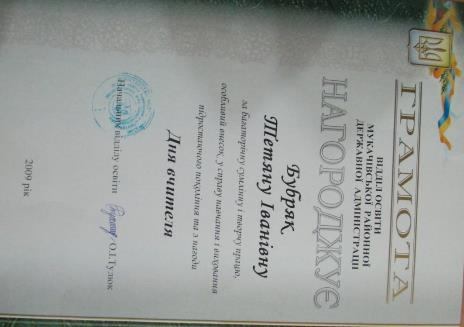 ГРАМОТА
ВІДДІЛ ОСВІТИ
МУКАЧІВСЬКОЇ РАЙОННОЇ
ДЕРЖАВНОЇ АДМІНІСТРАЦІЇ
НАГОРОДЖУЄ
Бубряк
Тетяну Іванівну
за багаторічну сумлінну і творчу працю,
особливий внесок у справу навчання і виховання
підростаючого покоління та з нагоди
Дня вчителя
Начальник відділу освіти О.І.Тулюк
2009 рік